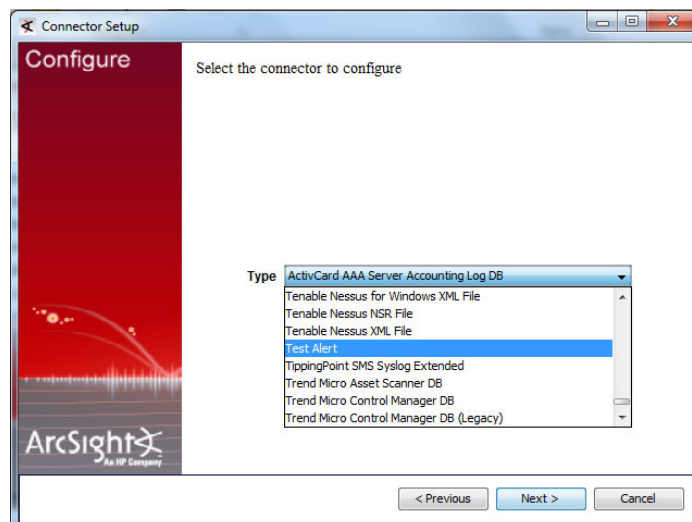 Connector Setup
Configure
Select the connector to configure
Type
ActivCard AAA Server Accounting Log DB
Tenable Nessus for Windows XML File
Tenable Nessus NSR File
Tenable Nessus XML File
Test Alert
TippingPoint SMS Syslog Extended
Trend Micro Asset Scanner DB
Trend Micro Control Manager DB
Trend Micro Control Manager DB (Legacy)
ArcSight
An HP Company
< Previous
Next >
Cancel